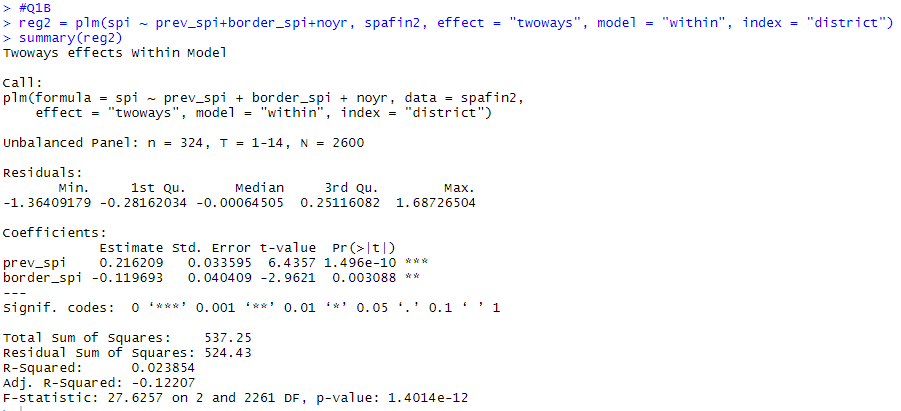 > #Q1B
> reg2 = plm(spi ~ prev_spi+border_spi+noyr, spafin2, effect = "twoways", model = "within", index = "district")
> summary(reg2)
Twoways effects Within Model

Call:
plm(formula = spi ~ prev_spi + border_spi + noyr, data = spafin2,
    effect = "twoways", model = "within", index = "district")

Unbalanced Panel: n = 324, T = 1-14, N = 2600

Residuals:
       Min.     1st Qu.      Median     3rd Qu.        Max.
-1.36409179 -0.28162034 -0.00064505  0.25116082  1.68726504

Coefficients:
            Estimate Std. Error t-value  Pr(>|t|)
prev_spi    0.216209   0.033595  6.4357 1.496e-10 ***
border_spi -0.119693   0.040409 -2.9621  0.003088 **
---
Signif. codes:  0 ‘***’ 0.001 ‘**’ 0.01 ‘*’ 0.05 ‘.’ 0.1 ‘ ’ 1

Total Sum of Squares:    537.25
Residual Sum of Squares: 524.43
R-Squared:      0.023854
Adj. R-Squared: -0.12207
F-statistic: 27.6257 on 2 and 2261 DF, p-value: 1.4014e-12
>